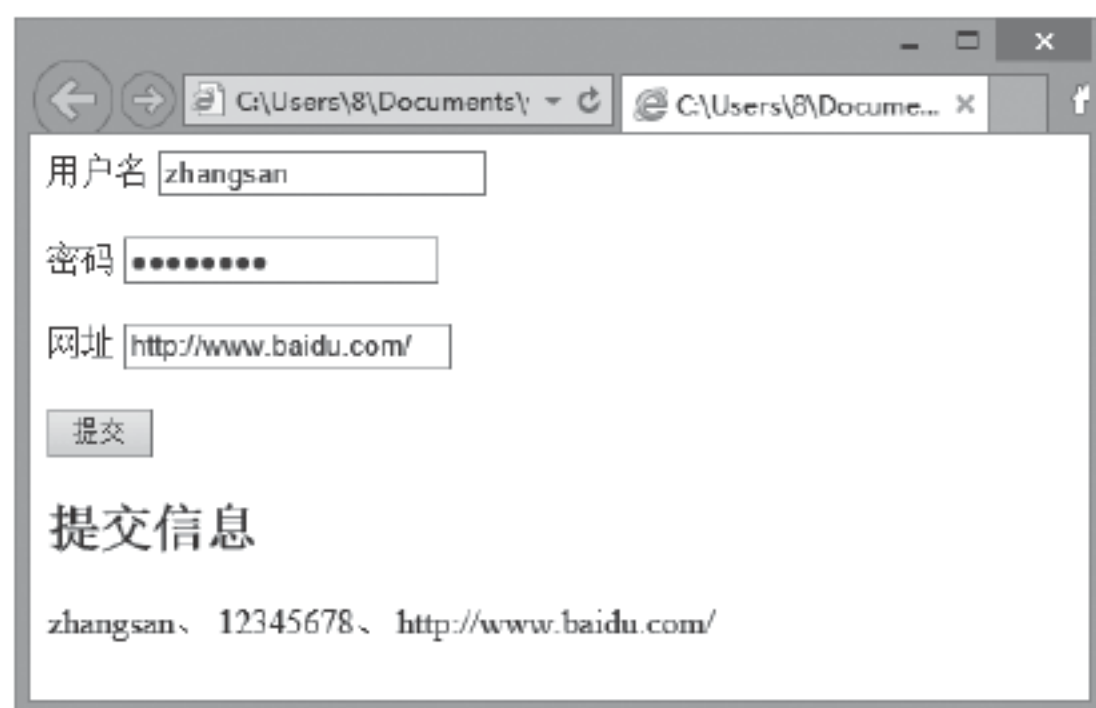 C:\Users\8\Documents\
C:\Users\8\Docume...
用户名 zhangsan
密码 ••••••••
网址 http://www.baidu.com/
提交
提交信息
zhangsan、 12345678、 http://www.baidu.com/